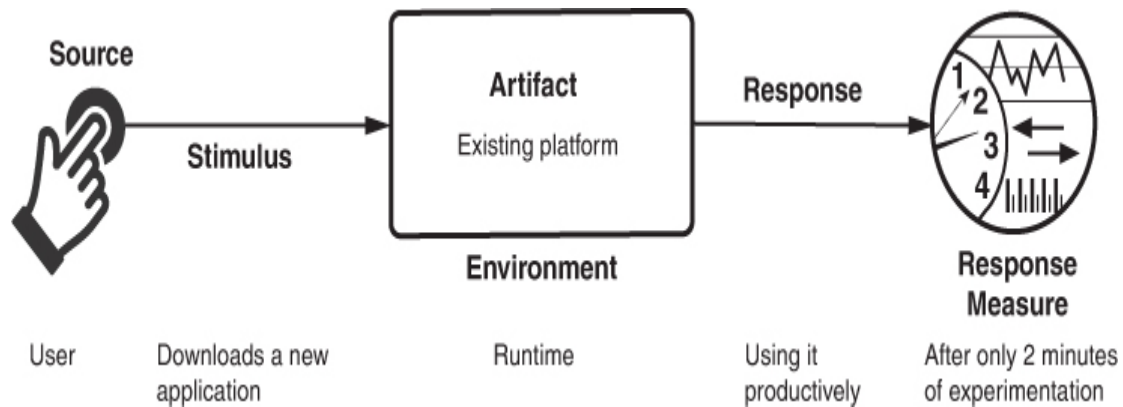 Source
Stimulus
Artifact
Existing platform
Environment
Response
1
2
3
4
Response
Measure
User
Downloads a new
application
Runtime
Using it
productively
After only 2 minutes
of experimentation